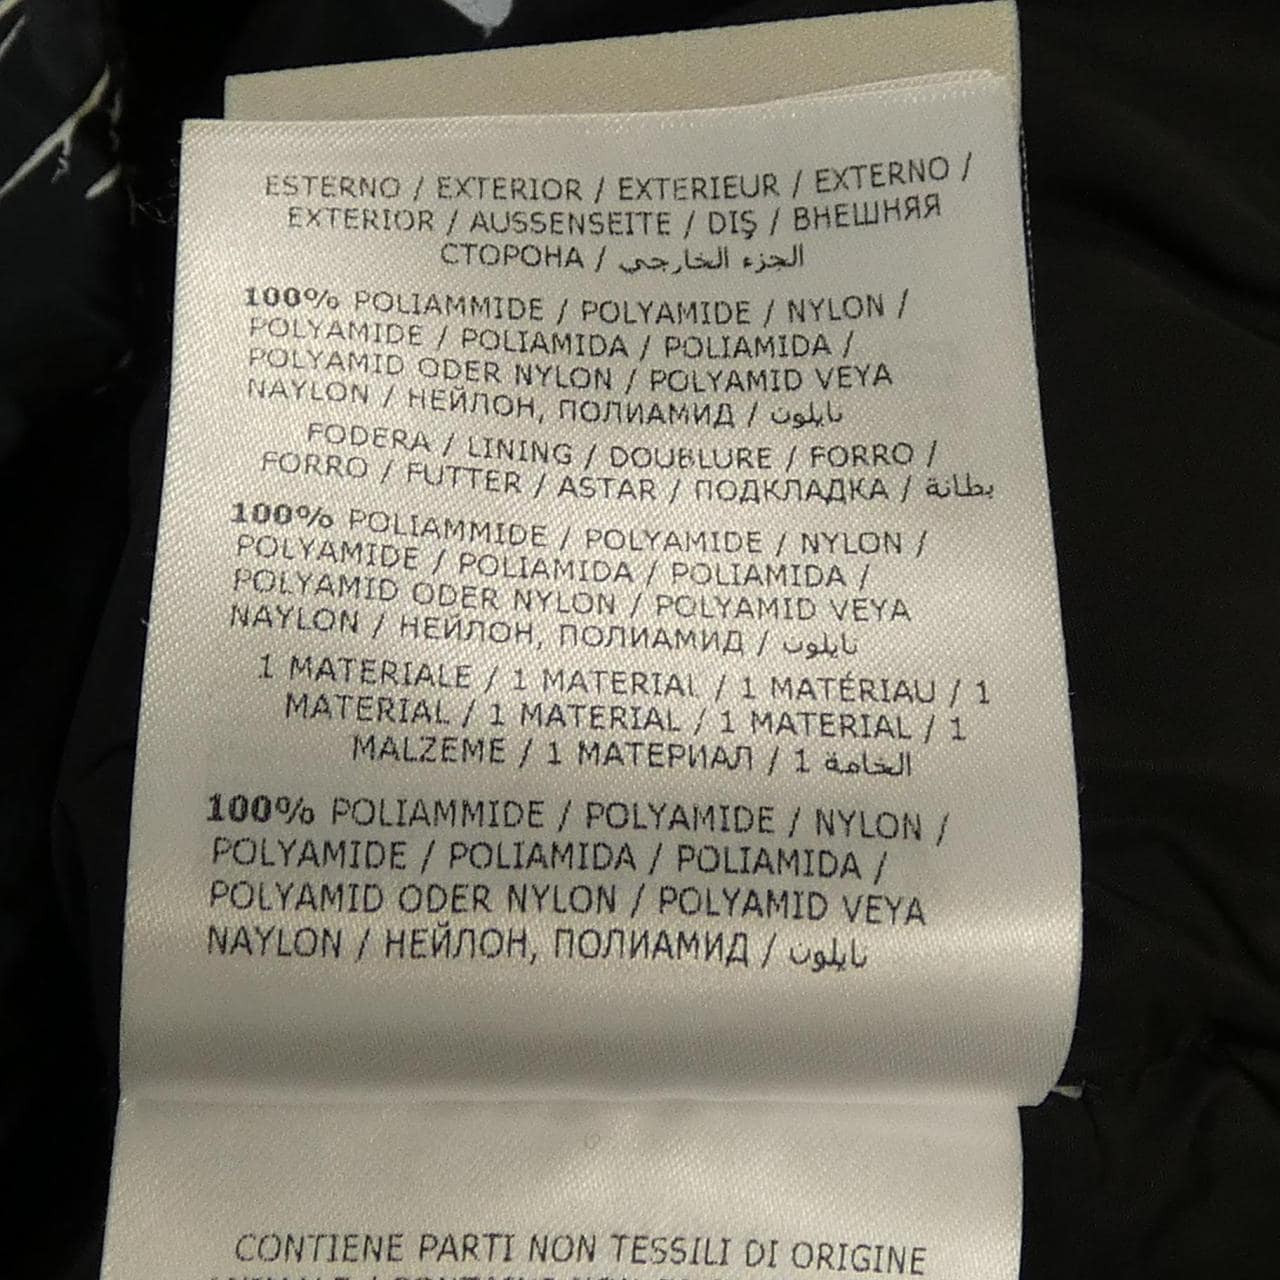 ESTERNO / EXTERIOR / EXTERIEUR / EXTERNO /
EXTERIOR / AUSSENSEITE / DIŞ / ВНЕШНЯЯ
СТОРОНА / الجزء الخارجي
100% POLIAMMIDE / POLYAMIDE / NYLON /
POLYAMIDE / POLIAMIDA / POLIAMIDA /
POLYAMID ODER NYLON / POLYAMID VEYA
NAYLON / НЕЙЛОН, ПОЛИАМИД / نايلون
FODERA / LINING / DOUBLURE / FORRO /
FORRO / FUTTER / ASTAR / ПОДКЛАДКА / بطانة
100% POLIAMMIDE / POLYAMIDE / NYLON /
POLYAMIDE / POLIAMIDA / POLIAMIDA /
POLYAMID ODER NYLON / POLYAMID VEYA
NAYLON / НЕЙЛОН, ПОЛИАМИД / نايلون
1 MATERIALE / 1 MATERIAL / 1 MATÉRIAU / 1
MATERIAL / 1 MATERIAL / 1 MATERIAL / 1
MALZEME / 1 МАТЕРИАЛ / 1 الخامة
100% POLIAMMIDE / POLYAMIDE / NYLON /
POLYAMIDE / POLIAMIDA / POLIAMIDA /
POLYAMID ODER NYLON / POLYAMID VEYA
NAYLON / НЕЙЛОН, ПОЛИАМИД / نايلون
CONTIENE PARTI NON TESSILI DI ORIGINE